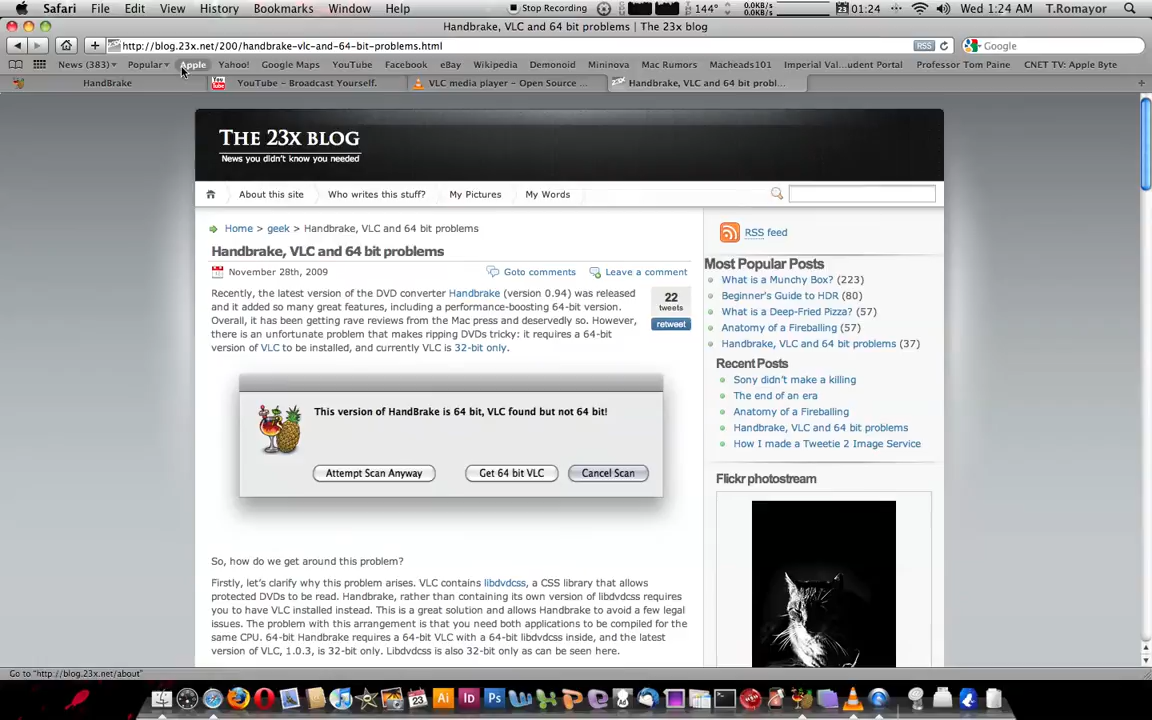 Safari File Edit View History Bookmarks Window Help Stop Recording 144° 0.0KB/s 0.0KB/s 01:24 Wed 1:24 AM T.Romayor
Handbrake, VLC and 64 bit problems | The 23x blog
http://blog.23x.net/200/handbrake-vlc-and-64-bit-problems.html RSS Google
News (383) Popular Apple Yahoo! Google Maps YouTube Facebook eBay Wikipedia Demonoid Mininova Mac Rumors Macheads101 Imperial Val...udent Portal Professor Tom Paine CNET TV: Apple Byte
HandBrake YouTube – Broadcast Yourself. VLC media player – Open Source ... Handbrake, VLC and 64 bit probl...
THE 23X BLOG
News you didn't know you needed
About this site Who writes this stuff? My Pictures My Words
Home > geek > Handbrake, VLC and 64 bit problems
Handbrake, VLC and 64 bit problems
November 28th, 2009 Goto comments Leave a comment
Recently, the latest version of the DVD converter Handbrake (version 0.94) was released
and it added so many great features, including a performance-boosting 64-bit version.
Overall, it has been getting rave reviews from the Mac press and deservedly so. However,
there is an unfortunate problem that makes ripping DVDs tricky: it requires a 64-bit
version of VLC to be installed, and currently VLC is 32-bit only.
22
tweets
retweet
This version of HandBrake is 64 bit, VLC found but not 64 bit!
Attempt Scan Anyway Get 64 bit VLC Cancel Scan
So, how do we get around this problem?
Firstly, let's clarify why this problem arises. VLC contains libdvdcss, a CSS library that allows
protected DVDs to be read. Handbrake, rather than containing its own version of libdvdcss requires
you to have VLC installed instead. This is a great solution and allows Handbrake to avoid a few legal
issues. The problem with this arrangement is that you need both applications to be compiled for the
same CPU. 64-bit Handbrake requires a 64-bit VLC with a 64-bit libdvdcss inside, and the latest
version of VLC, 1.0.3, is 32-bit only. Libdvdcss is also 32-bit only as can be seen here.
RSS feed
Most Popular Posts
What is a Munchy Box? (223)
Beginner's Guide to HDR (80)
What is a Deep-Fried Pizza? (57)
Anatomy of a Fireballing (57)
Handbrake, VLC and 64 bit problems (37)
Recent Posts
Sony didn't make a killing
The end of an era
Anatomy of a Fireballing
Handbrake, VLC and 64 bit problems
How I made a Tweetie 2 Image Service
Flickr photostream
Go to "http://blog.23x.net/about"
Ai Id Ps